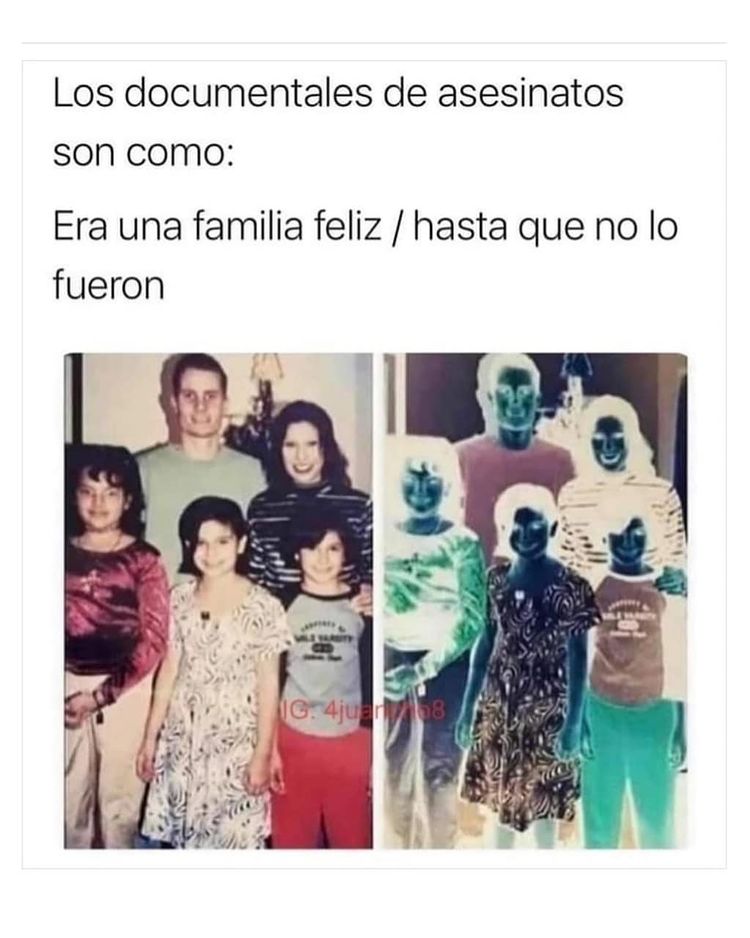 Los documentales de asesinatos
son como:
Era una familia feliz / hasta que no lo
fueron